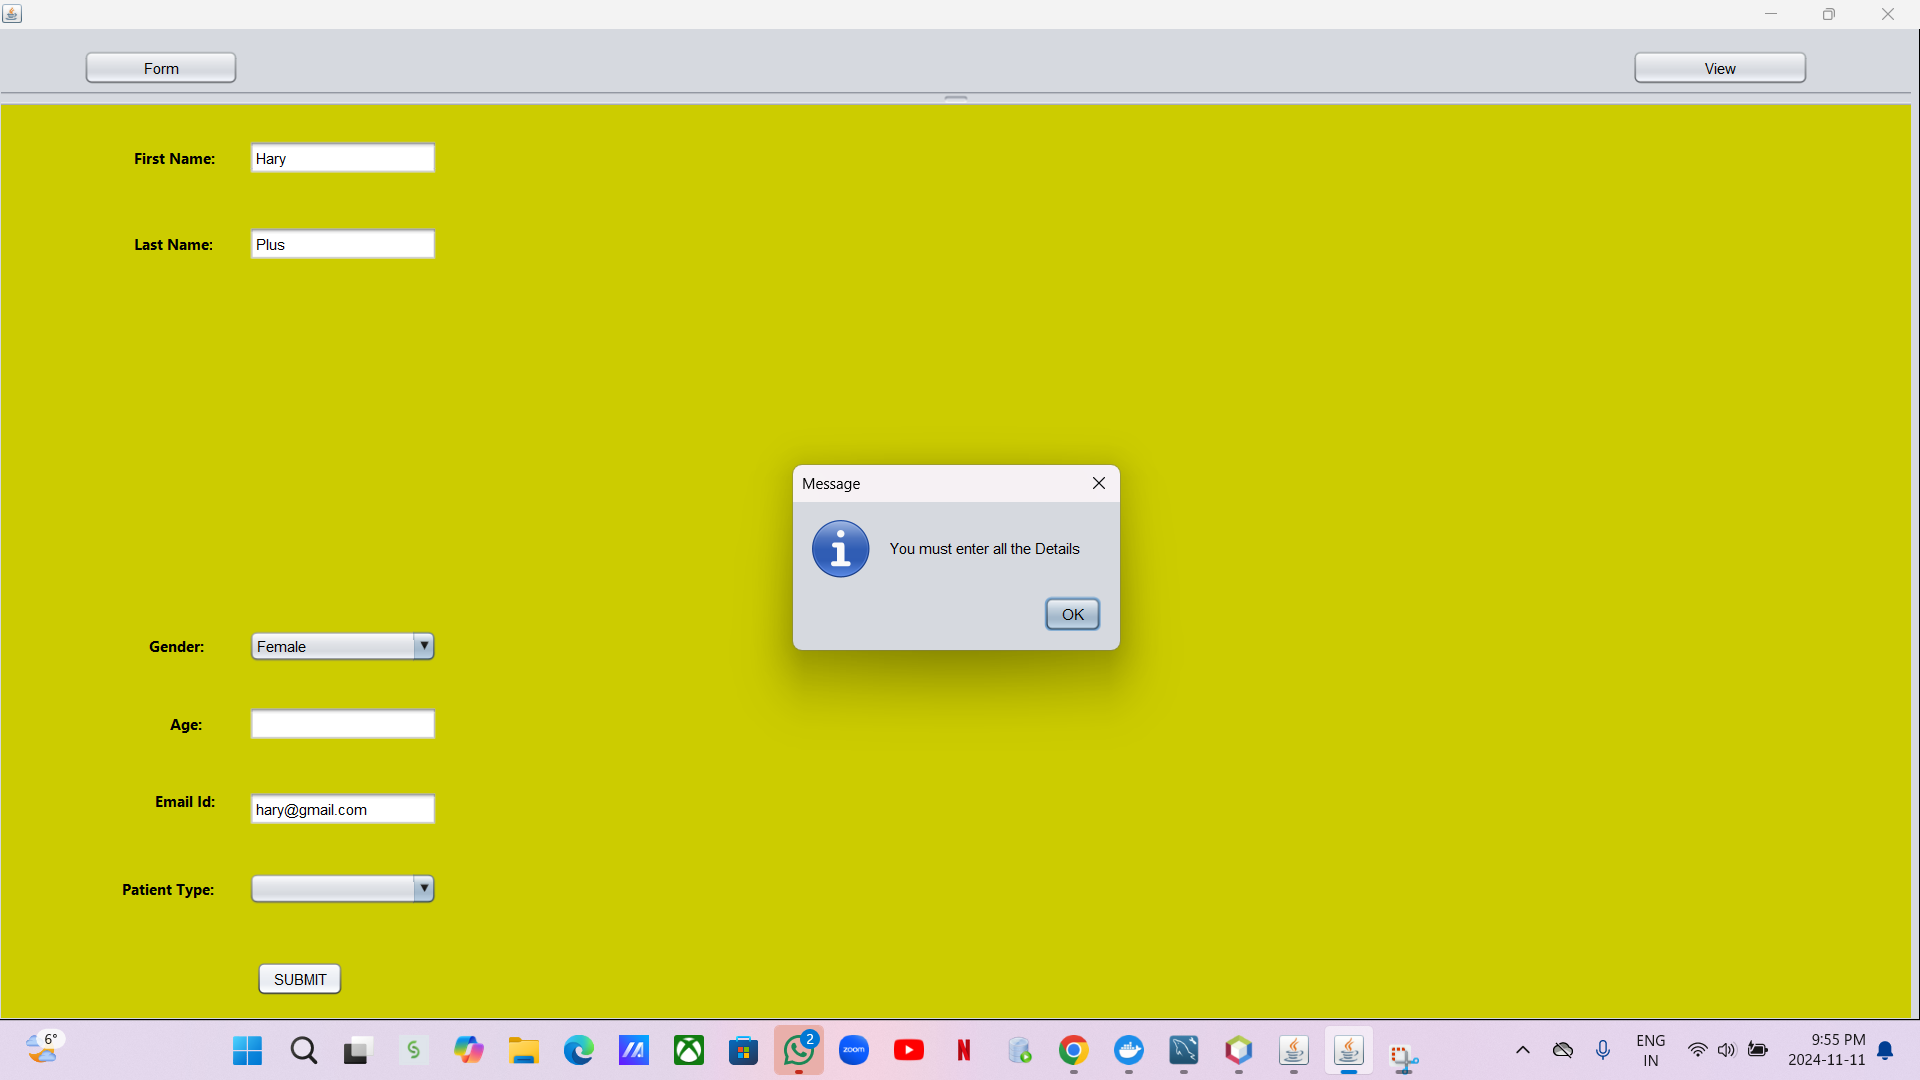 Form
View
First Name:
Hary
Last Name:
Plus
Message
You must enter all the Details
OK
Gender:
Female
Age:
Email Id:
hary@gmail.com
Patient Type:
SUBMIT
6°
2
zoom
ENG
IN
9:55 PM
2024-11-11